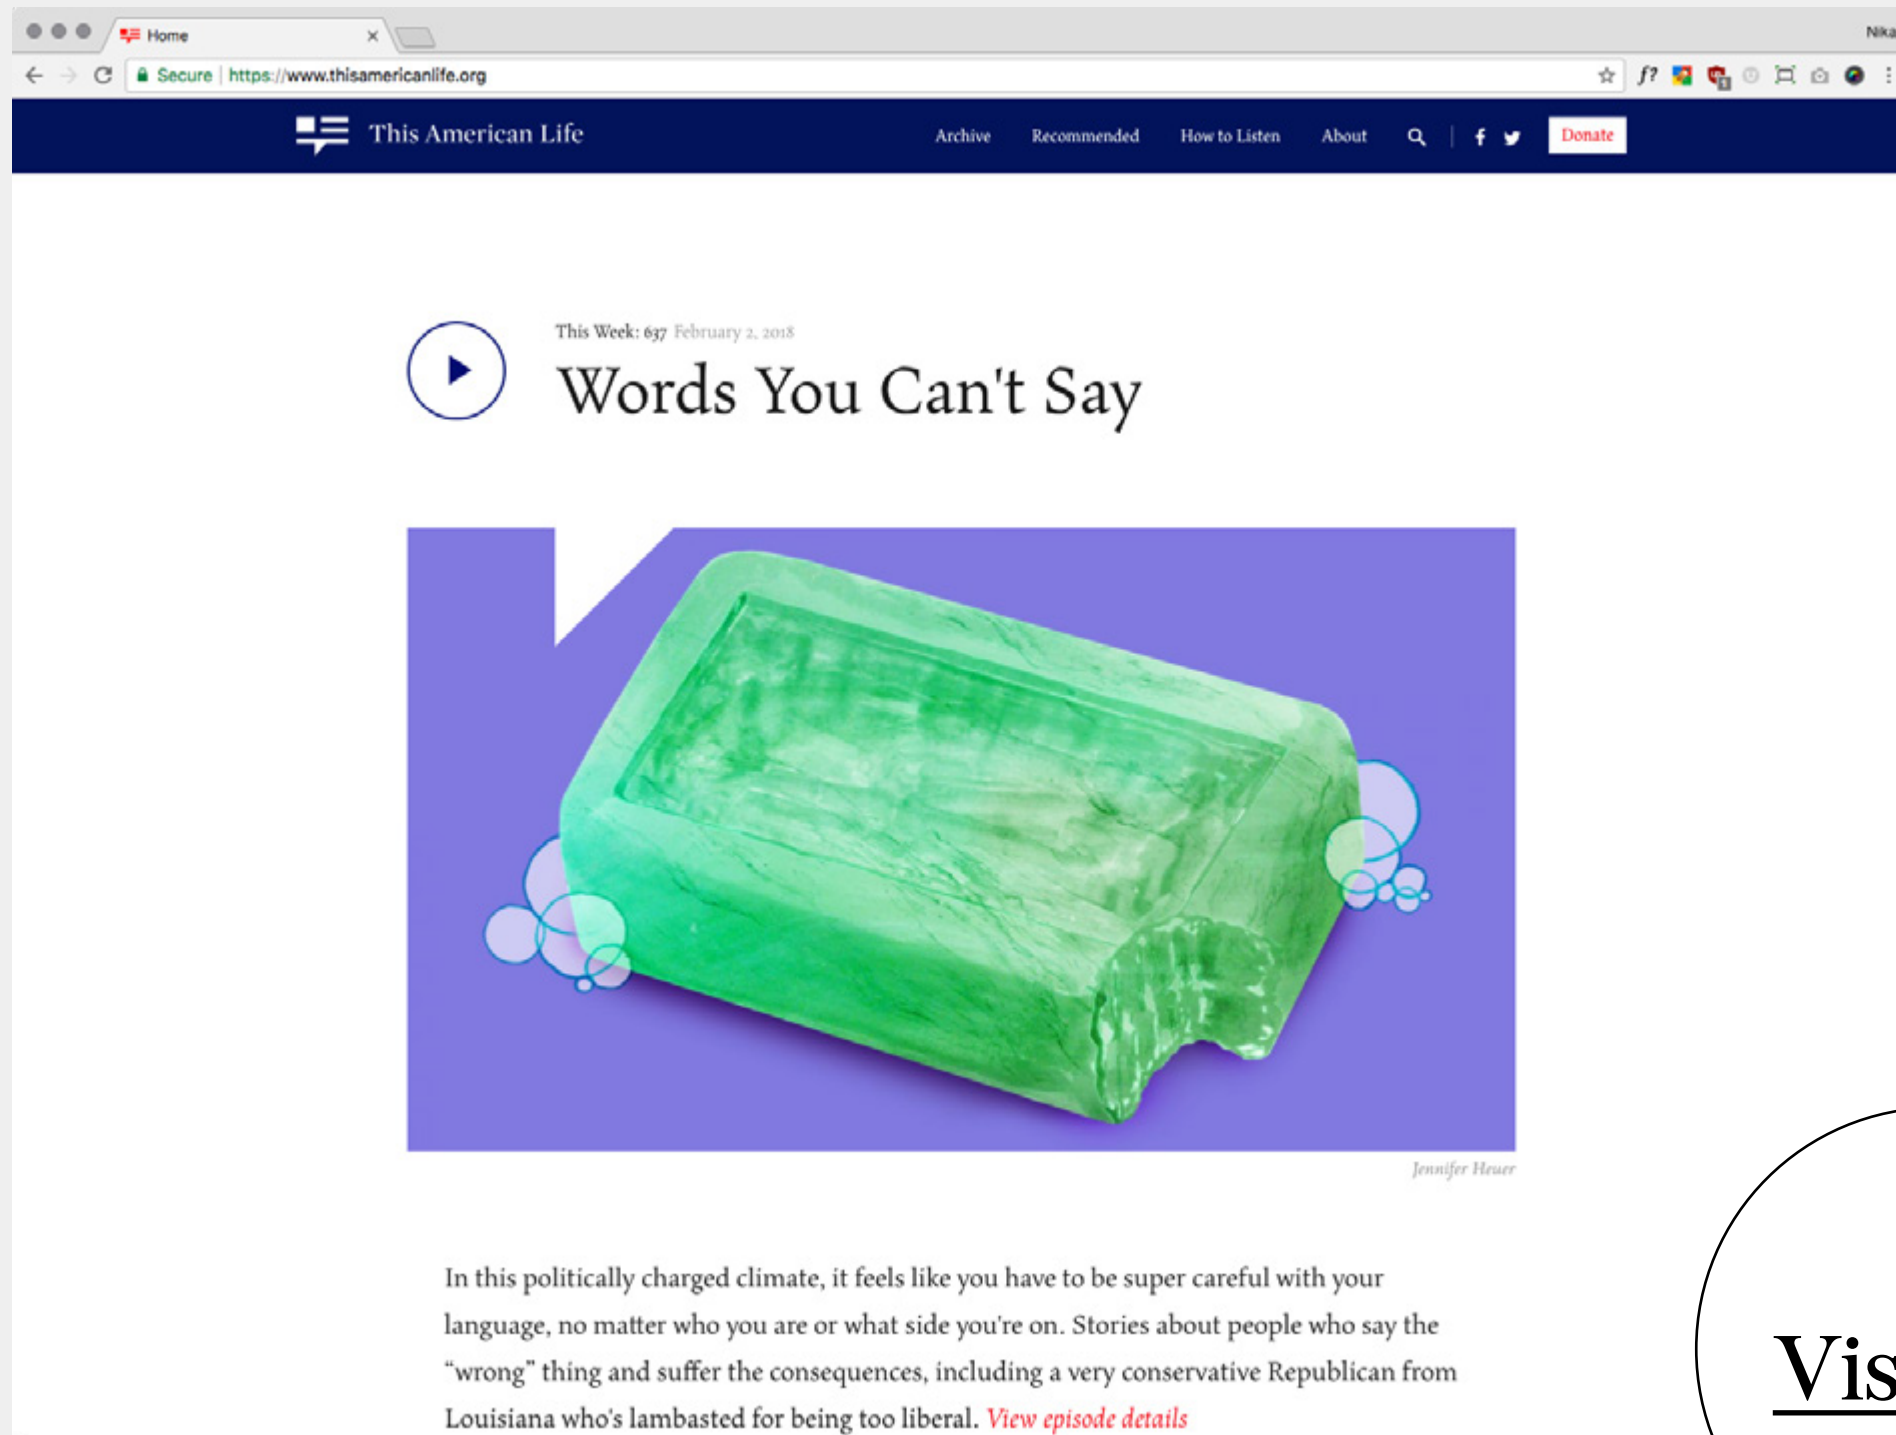 Home
Nika
Secure | https://www.thisamericanlife.org
This American Life
Archive Recommended How to Listen About Donate
This Week: 637 February 2, 2018
Words You Can't Say
Jennifer Heuer
In this politically charged climate, it feels like you have to be super careful with your
language, no matter who you are or what side you're on. Stories about people who say the
“wrong” thing and suffer the consequences, including a very conservative Republican from
Louisiana who's lambasted for being too liberal. View episode details
Vis